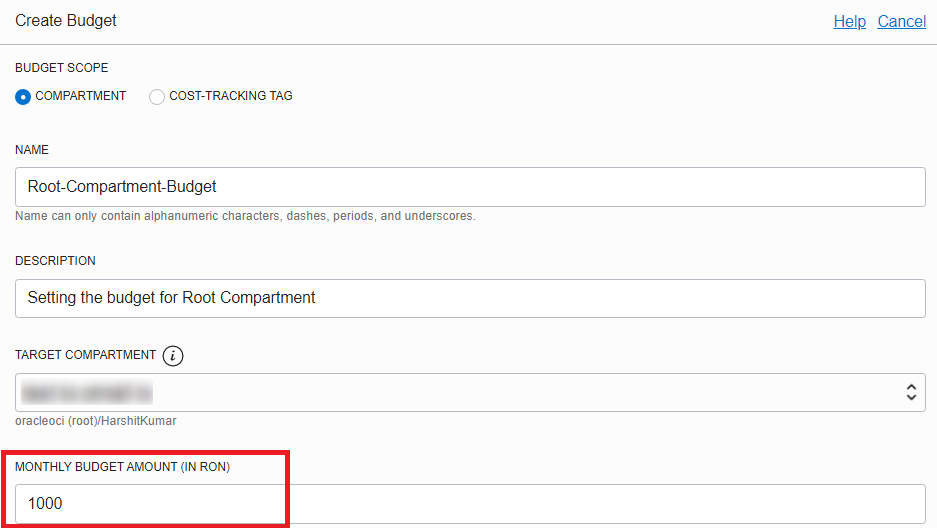 Create Budget
Help Cancel
BUDGET SCOPE
COMPARTMENT COST-TRACKING TAG
NAME
Root-Compartment-Budget
Name can only contain alphanumeric characters, dashes, periods, and underscores.
DESCRIPTION
Setting the budget for Root Compartment
TARGET COMPARTMENT i
oracleoci (root)/HarshitKumar
MONTHLY BUDGET AMOUNT (IN RON)
1000